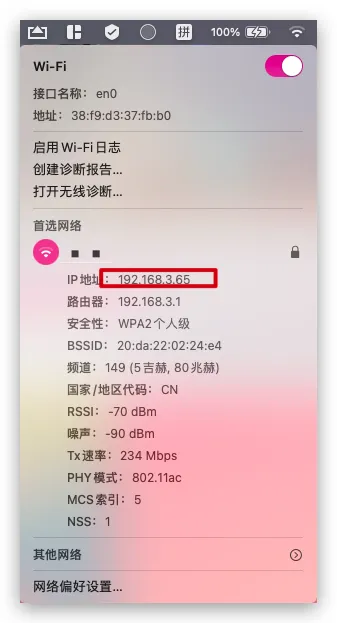 拼 100%
Wi-Fi
接口名称：en0
地址：38:f9:d3:37:fb:b0
启用 Wi-Fi 日志
创建诊断报告...
打开无线诊断...
首选网络
IP 地址：192.168.3.65
路由器：192.168.3.1
安全性：WPA2 个人级
BSSID：20:da:22:02:24:e4
频道：149 (5 吉赫, 80 兆赫)
国家/地区代码：CN
RSSI：-70 dBm
噪声：-90 dBm
Tx 速率：234 Mbps
PHY 模式：802.11ac
MCS 索引：5
NSS：1
其他网络
网络偏好设置...